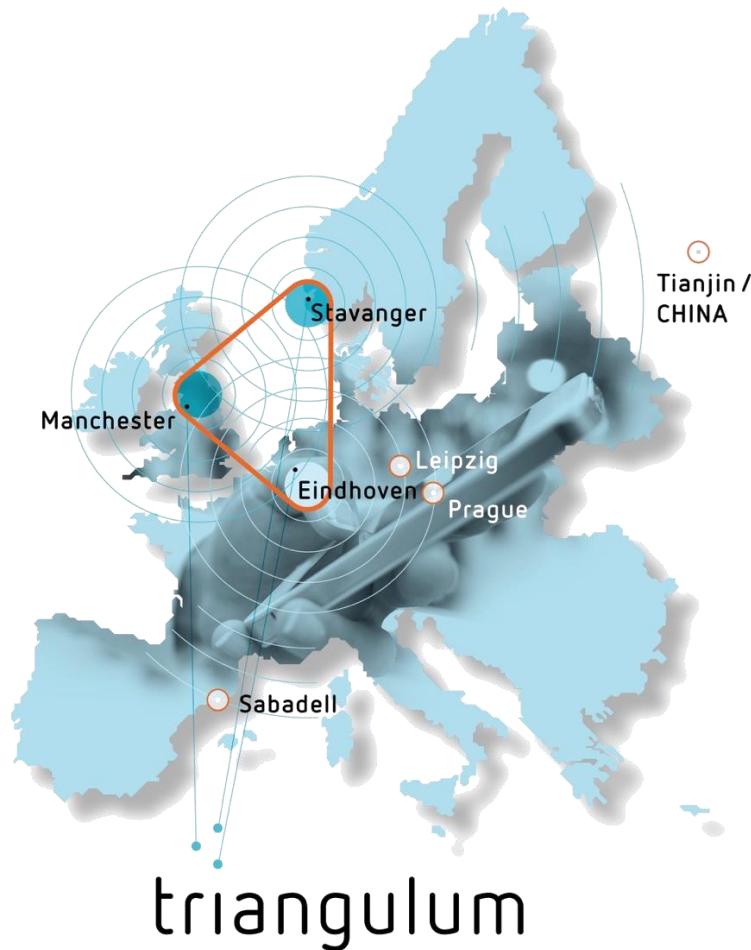 Tianjin /
CHINA
Stavanger
Manchester
Leipzig
Eindhoven
Prague
Sabadell
triangulum